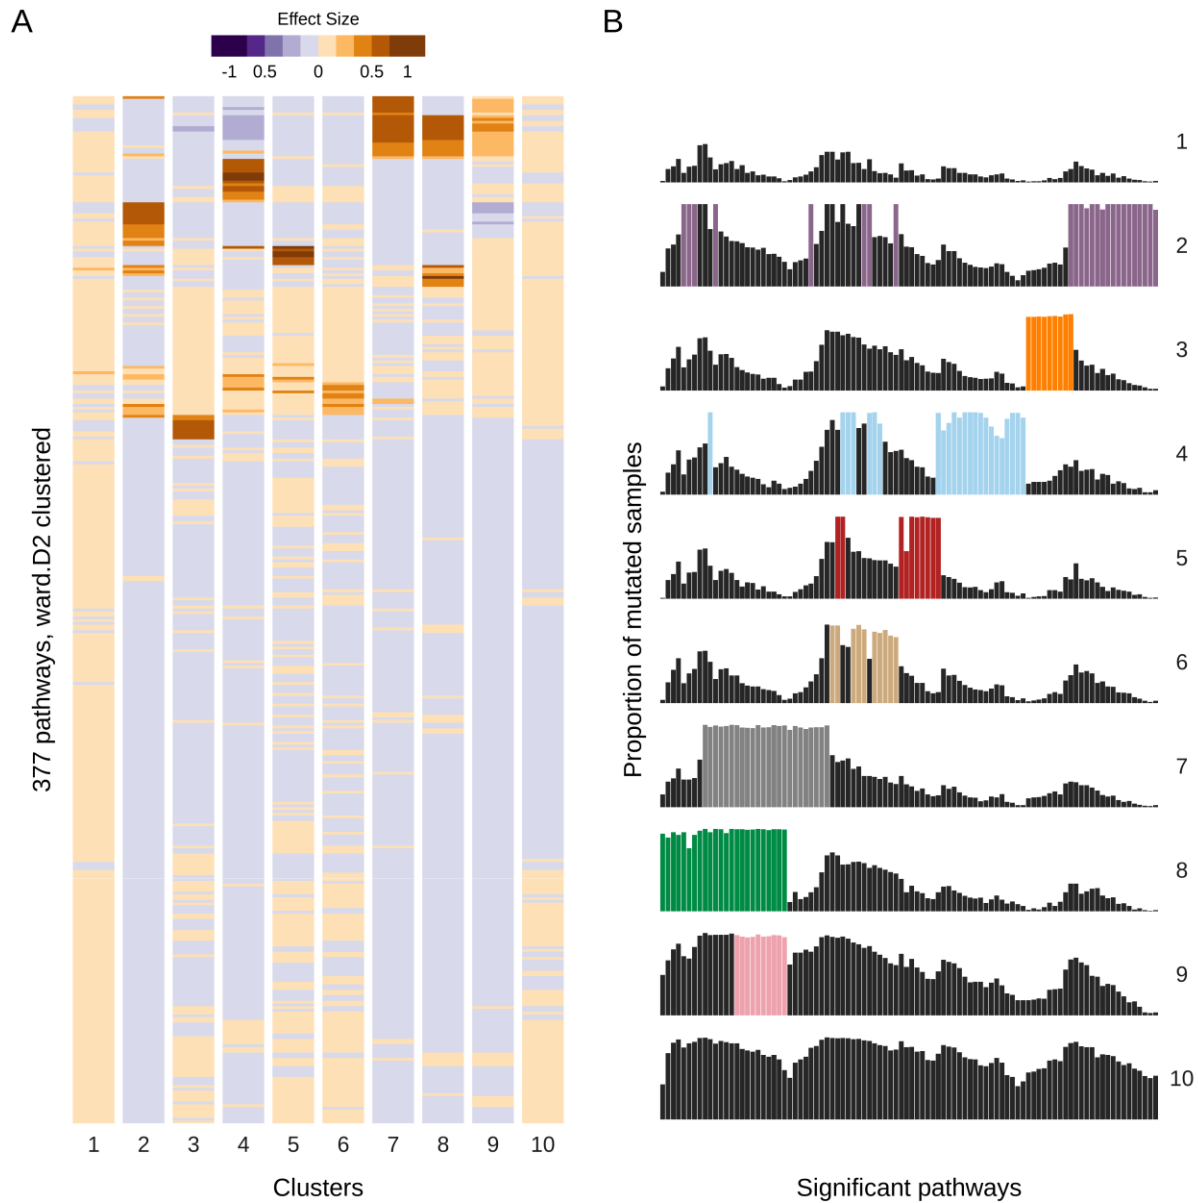 A
Effect Size
-1 0.5 0 0.5 1
377 pathways, ward.D2 clustered
1 2 3 4 5 6 7 8 9 10
Clusters
B
Proportion of mutated samples
1
2
3
4
5
6
7
8
9
10
Significant pathways